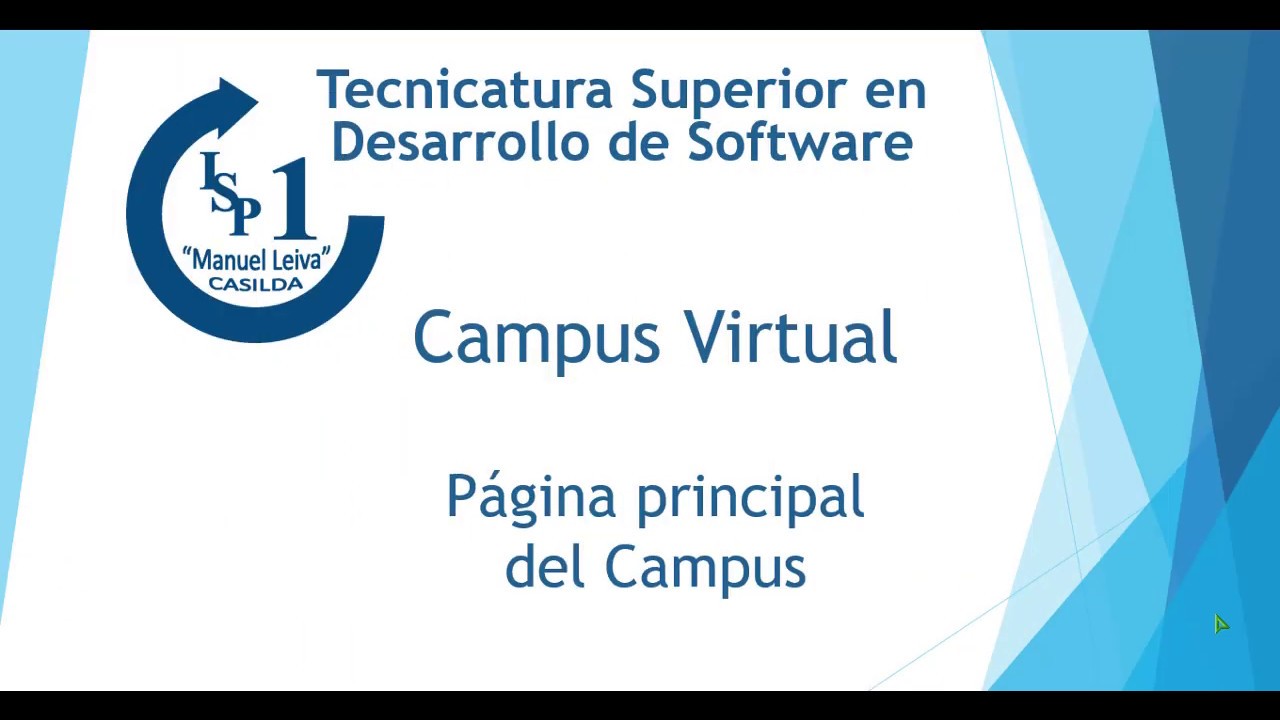 Tecnicatura Superior en
Desarrollo de Software
ISP 1
“Manuel Leiva”
CASILDA
Campus Virtual
Página principal
del Campus